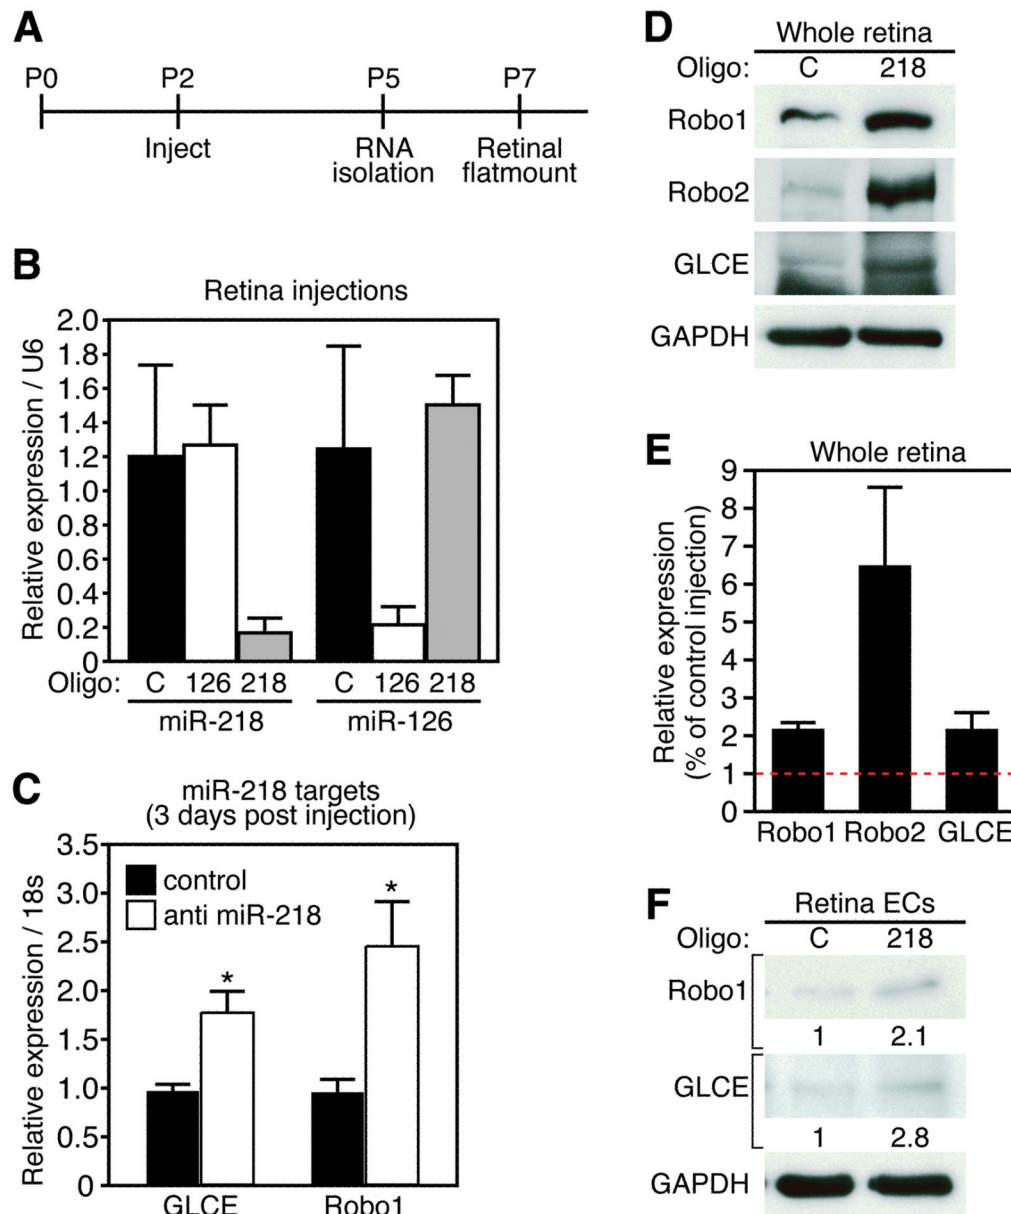 A
P0 P2 P5 P7
Inject RNA isolation Retinal flatmount
B
Retina injections
Relative expression / U6
2.0
1.8
1.6
1.4
1.2
1.0
0.8
0.6
0.4
0.2
0
Oligo: C 126 218 C 126 218
miR-218 miR-126
C
miR-218 targets
(3 days post injection)
Relative expression / 18s
3.5
3.0
2.5
2.0
1.5
1.0
0.5
0
control
anti miR-218
*
*
GLCE Robo1
D
Whole retina
Oligo: C 218
Robo1
Robo2
GLCE
GAPDH
E
Whole retina
Relative expression
(% of control injection)
9
8
7
6
5
4
3
2
1
0
Robo1 Robo2 GLCE
F
Retina ECs
Oligo: C 218
Robo1
1 2.1
GLCE
1 2.8
GAPDH